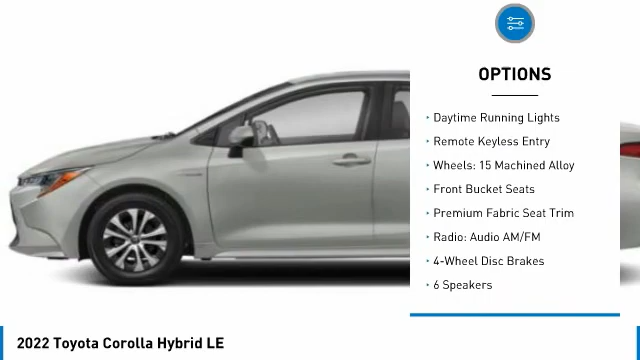 OPTIONS
Daytime Running Lights
Remote Keyless Entry
Wheels: 15 Machined Alloy
Front Bucket Seats
Premium Fabric Seat Trim
Radio: Audio AM/FM
4-Wheel Disc Brakes
6 Speakers
2022 Toyota Corolla Hybrid LE